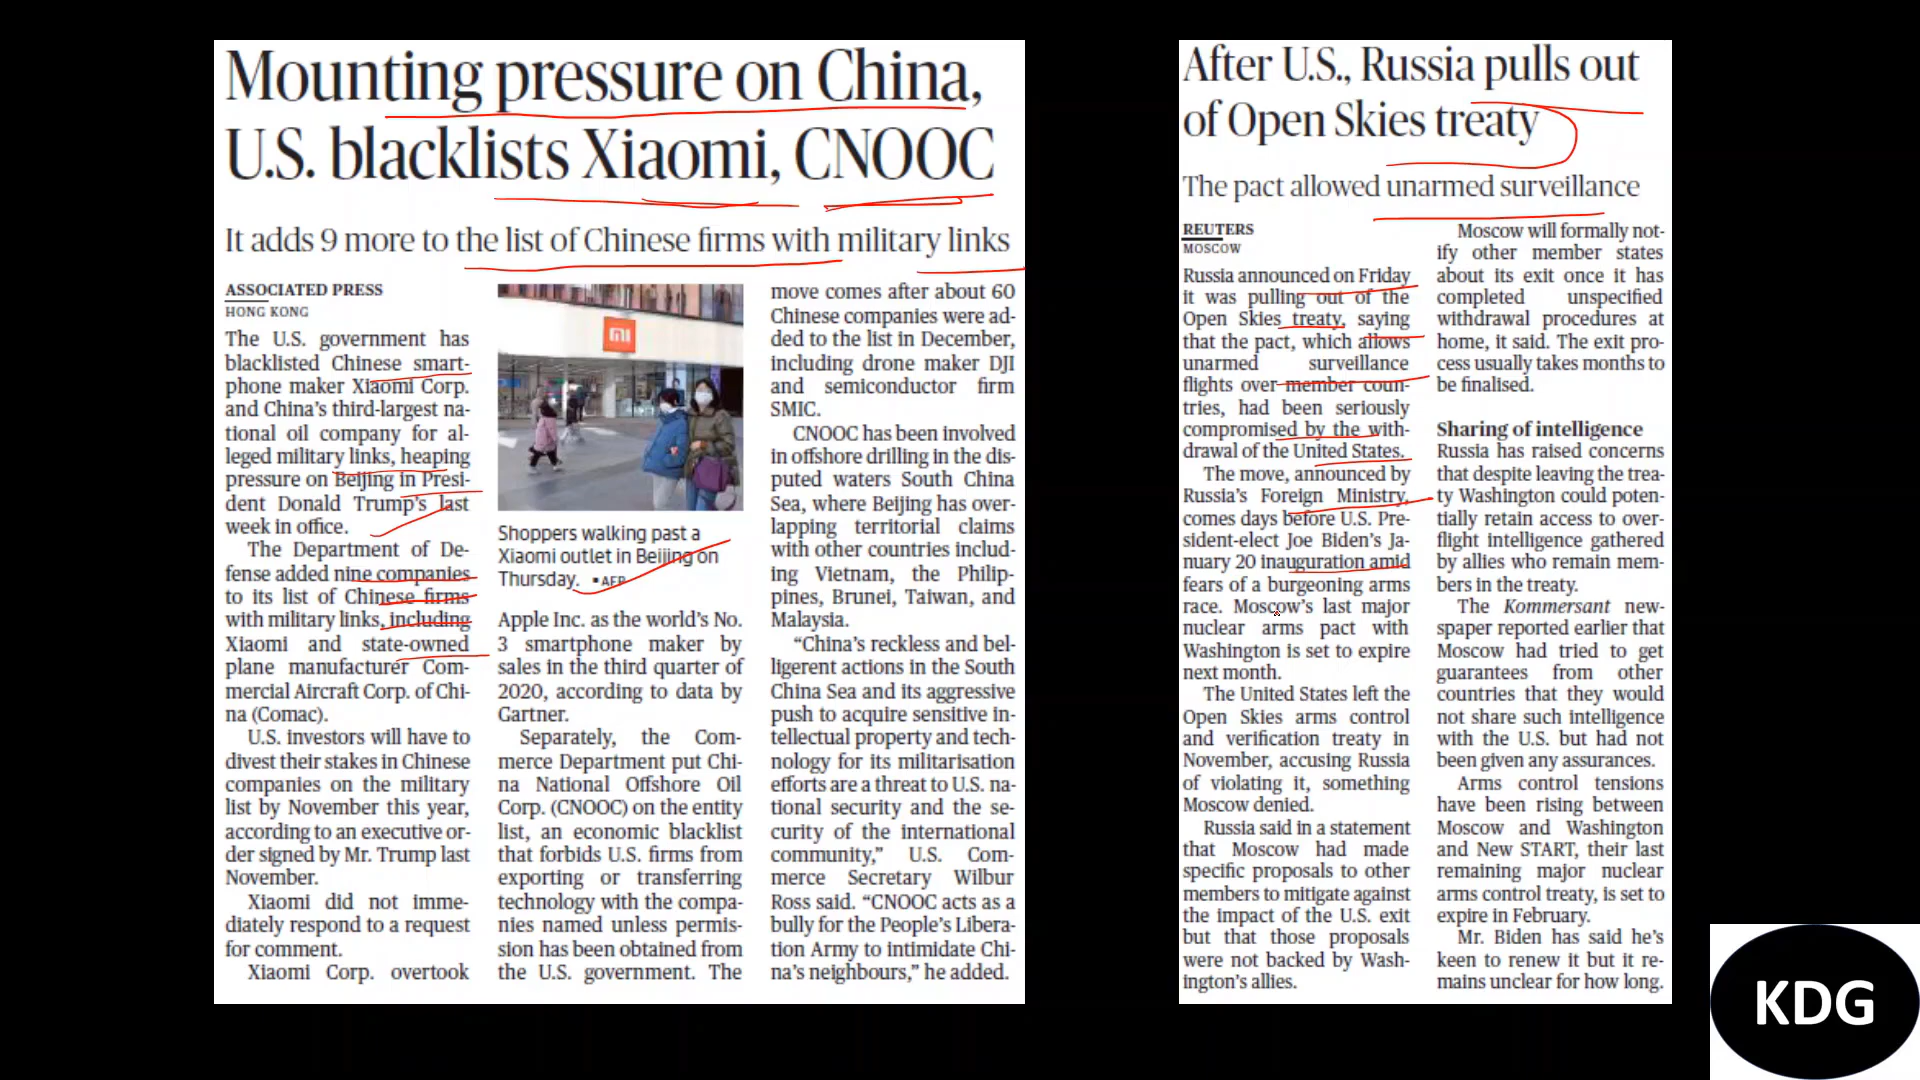 Mounting pressure on China,
U.S. blacklists Xiaomi, CNOOC
It adds 9 more to the list of Chinese firms with military links
ASSOCIATED PRESS
HONG KONG
The U.S. government has
blacklisted Chinese smart-
phone maker Xiaomi Corp.
and China's third-largest na-
tional oil company for al-
leged military links, heaping
pressure on Beijing in Presi-
dent Donald Trump's last
week in office.
The Department of De-
fense added nine companies
to its list of Chinese firms
with military links, including
Xiaomi and state-owned
plane manufacturer Com-
mercial Aircraft Corp. of Chi-
na (Comac).
U.S. investors will have to
divest their stakes in Chinese
companies on the military
list by November this year,
according to an executive or-
der signed by Mr. Trump last
November.
Xiaomi did not imme-
diately respond to a request
for comment.
Xiaomi Corp. overtook
mi
Shoppers walking past a
Xiaomi outlet in Beijing on
Thursday. ▪AFP
Apple Inc. as the world's No.
3 smartphone maker by
sales in the third quarter of
2020, according to data by
Gartner.
Separately, the Com-
merce Department put Chi-
na National Offshore Oil
Corp. (CNOOC) on the entity
list, an economic blacklist
that forbids U.S. firms from
exporting or transferring
technology with the compa-
nies named unless permis-
sion has been obtained from
the U.S. government. The
move comes after about 60
Chinese companies were ad-
ded to the list in December,
including drone maker DJI
and semiconductor firm
SMIC.
CNOOC has been involved
in offshore drilling in the dis-
puted waters South China
Sea, where Beijing has over-
lapping territorial claims
with other countries includ-
ing Vietnam, the Philip-
pines, Brunei, Taiwan, and
Malaysia.
“China's reckless and bel-
ligerent actions in the South
China Sea and its aggressive
push to acquire sensitive in-
tellectual property and tech-
nology for its militarisation
efforts are a threat to U.S. na-
tional security and the se-
curity of the international
community,” U.S. Com-
merce Secretary Wilbur
Ross said. “CNOOC acts as a
bully for the People's Libera-
tion Army to intimidate Chi-
na's neighbours,” he added.
After U.S., Russia pulls out
of Open Skies treaty
The pact allowed unarmed surveillance
REUTERS
MOSCOW
Russia announced on Friday
it was pulling out of the
Open Skies treaty, saying
that the pact, which allows
unarmed surveillance
flights over member coun-
tries, had been seriously
compromised by the with-
drawal of the United States.
The move, announced by
Russia's Foreign Ministry,
comes days before U.S. Pre-
sident-elect Joe Biden's Ja-
nuary 20 inauguration amid
fears of a burgeoning arms
race. Moscow's last major
nuclear arms pact with
Washington is set to expire
next month.
The United States left the
Open Skies arms control
and verification treaty in
November, accusing Russia
of violating it, something
Moscow denied.
Russia said in a statement
that Moscow had made
specific proposals to other
members to mitigate against
the impact of the U.S. exit
but that those proposals
were not backed by Wash-
ington's allies.
Moscow will formally not-
ify other member states
about its exit once it has
completed unspecified
withdrawal procedures at
home, it said. The exit pro-
cess usually takes months to
be finalised.
Sharing of intelligence
Russia has raised concerns
that despite leaving the trea-
ty Washington could poten-
tially retain access to over-
flight intelligence gathered
by allies who remain mem-
bers in the treaty.
The Kommersant new-
spaper reported earlier that
Moscow had tried to get
guarantees from other
countries that they would
not share such intelligence
with the U.S. but had not
been given any assurances.
Arms control tensions
have been rising between
Moscow and Washington
and New START, their last
remaining major nuclear
arms control treaty, is set to
expire in February.
Mr. Biden has said he's
keen to renew it but it re-
mains unclear for how long.
KDG